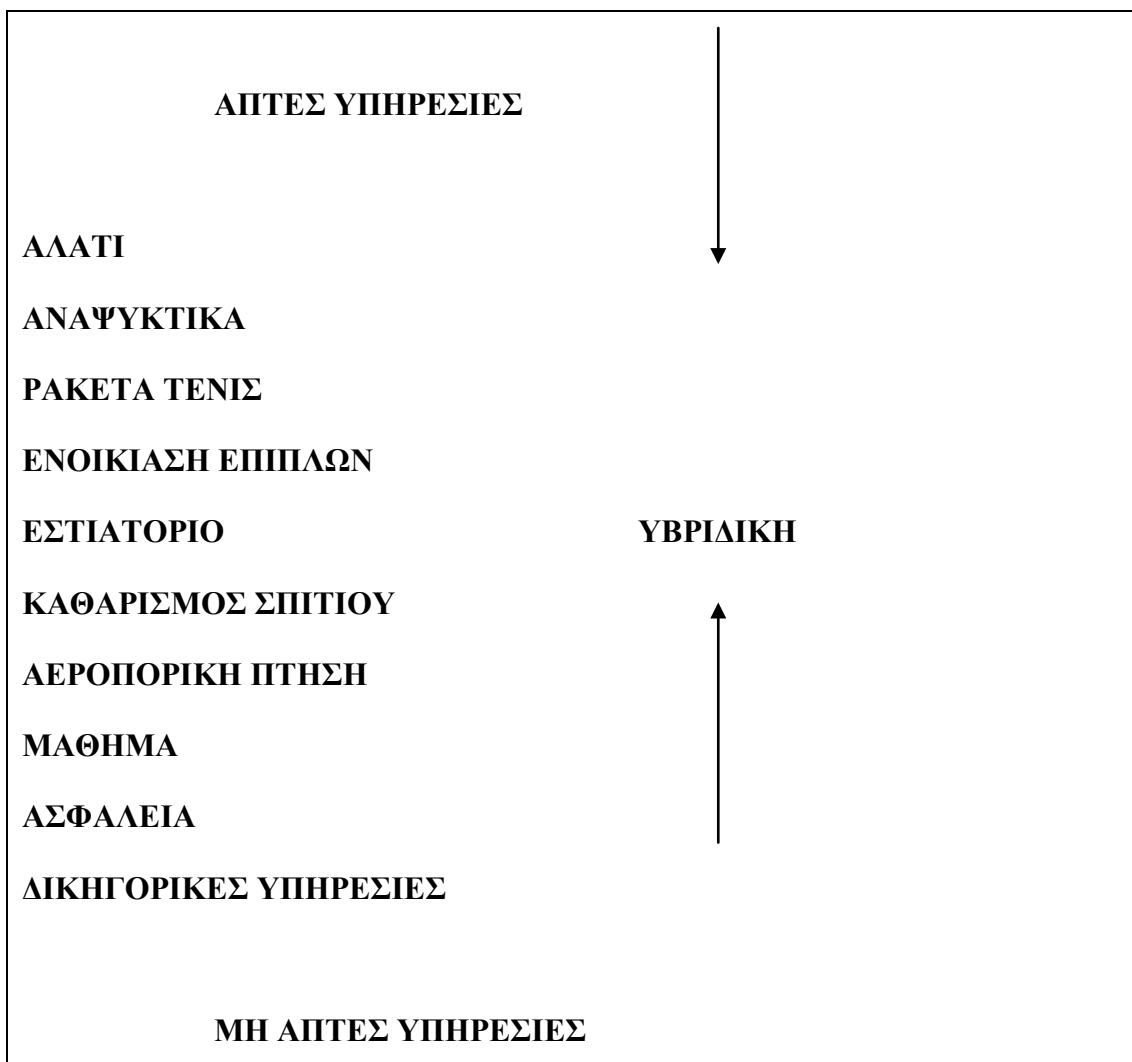 ΑΠΤΕΣ ΥΠΗΡΕΣΙΕΣ
ΑΛΑΤΙ
ΑΝΑΨΥΚΤΙΚΑ
ΡΑΚΕΤΑ ΤΕΝΙΣ
ΕΝΟΙΚΙΑΣΗ ΕΠΙΠΛΩΝ
ΕΣΤΙΑΤΟΡΙΟ ΥΒΡΙΔΙΚΗ
ΚΑΘΑΡΙΣΜΟΣ ΣΠΙΤΙΟΥ
ΑΕΡΟΠΟΡΙΚΗ ΠΤΗΣΗ
ΜΑΘΗΜΑ
ΑΣΦΑΛΕΙΑ
ΔΙΚΗΓΟΡΙΚΕΣ ΥΠΗΡΕΣΙΕΣ
ΜΗ ΑΠΤΕΣ ΥΠΗΡΕΣΙΕΣ